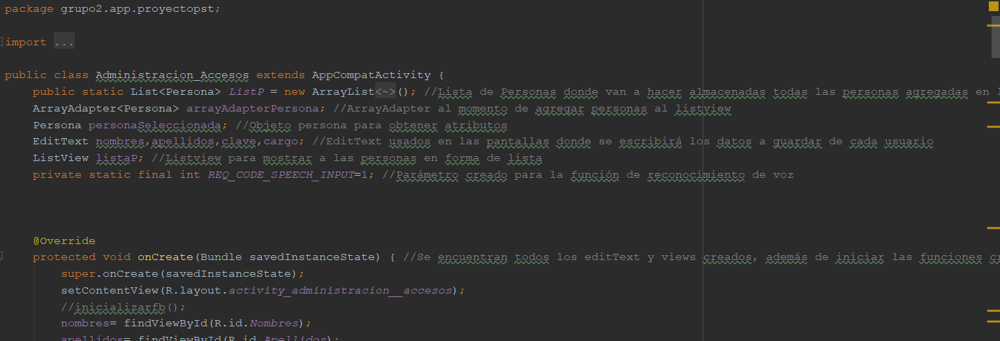 package grupo2.app.proyectopst;
import ...
public class Administracion_Accesos extends AppCompatActivity {
public static List<Persona> ListP = new ArrayList<~>(); //Lista de Personas donde van a hacer almacenadas todas las personas agregadas en
ArrayAdapter<Persona> arrayAdapterPersona; //ArrayAdapter al momento de agregar personas al listview
Persona personaSeleccionada; //Objeto persona para obtener atributos
EditText nombres,apellidos,clave,cargo; //EditText usados en las pantallas donde se escribirá los datos a guardar de cada usuario
ListView listaP; //Listview para mostrar a las personas en forma de lista
private static final int REQ_CODE_SPEECH_INPUT=1; //Parámetro creado para la función de reconocimiento de voz
@Override
protected void onCreate(Bundle savedInstanceState) { //Se encuentran todos los editText y views creados, además de iniciar las funciones
super.onCreate(savedInstanceState);
setContentView(R.layout.activity_administracion__accesos);
//inicializarfb();
nombres= findViewById(R.id.Nombres);
apellidos= findViewById(R.id.Apellidos);